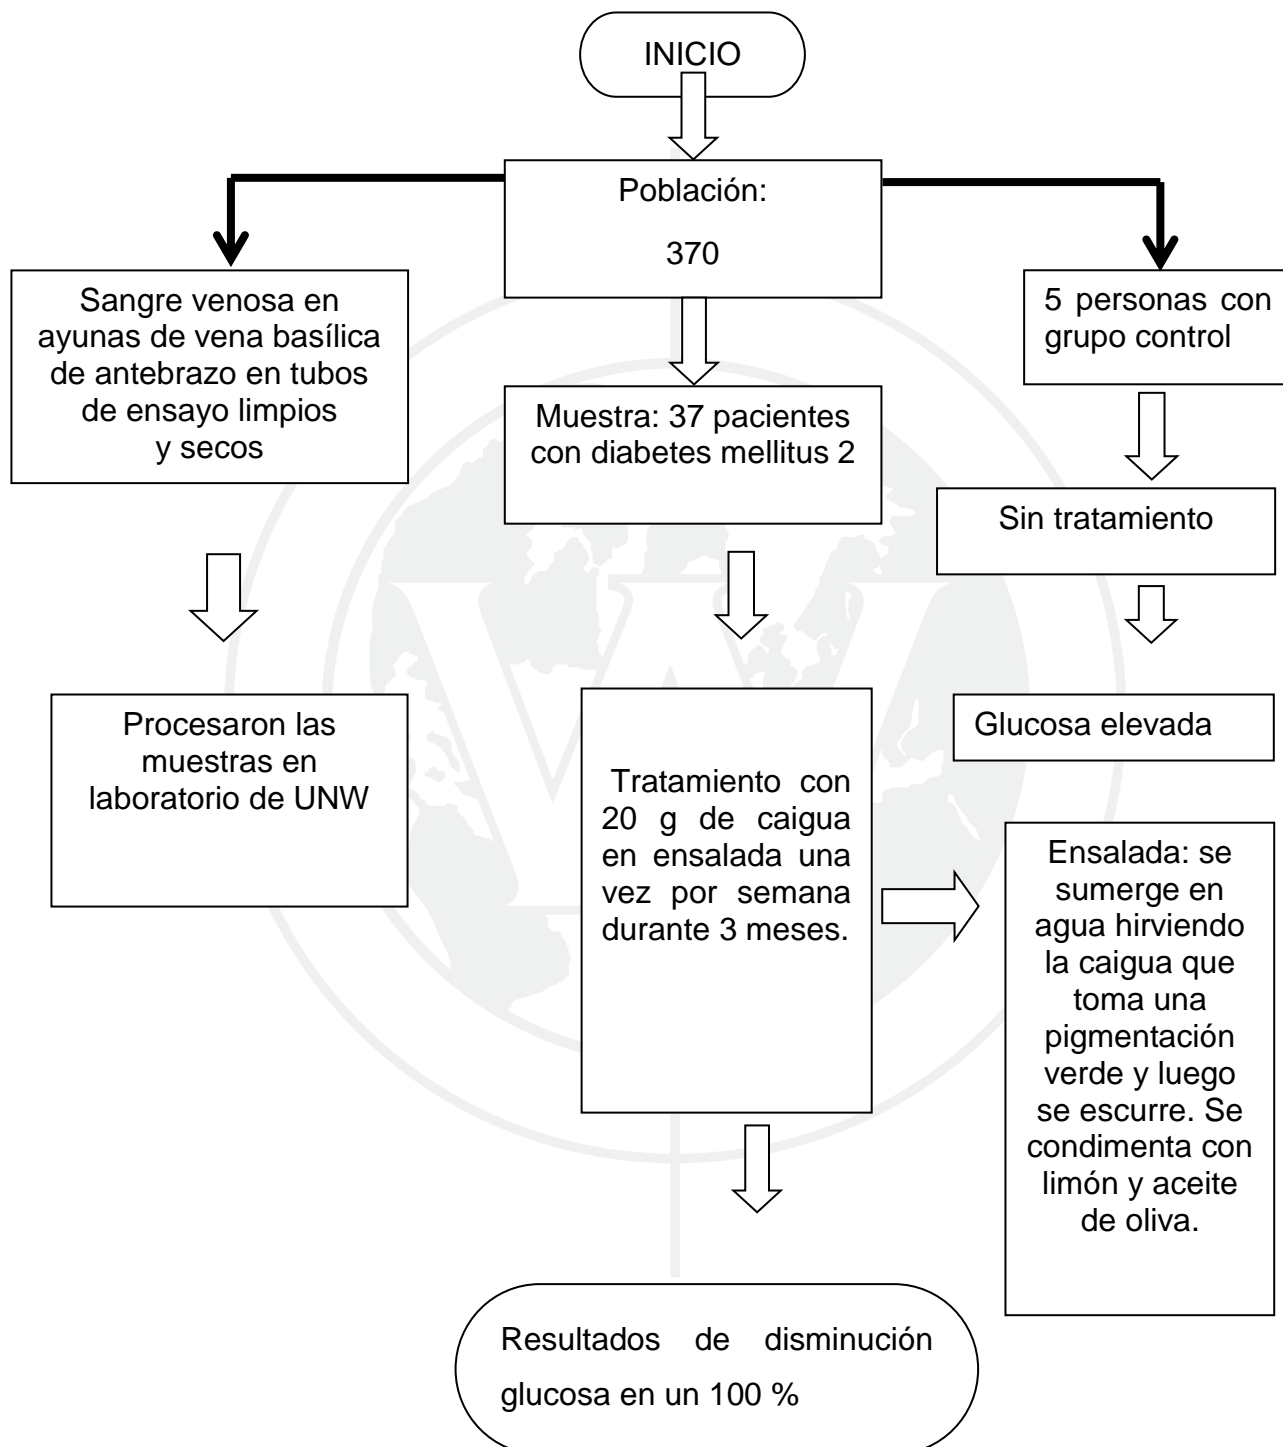 INICIO
Población:
370
Sangre venosa en
ayunas de vena basílica
de antebrazo en tubos
de ensayo limpios
y secos
5 personas con
grupo control
Muestra: 37 pacientes
con diabetes mellitus 2
Sin tratamiento
Procesaron las
muestras en
laboratorio de UNW
Glucosa elevada
Tratamiento con
20 g de caigua
en ensalada una
vez por semana
durante 3 meses.
Ensalada: se
sumerge en
agua hirviendo
la caigua que
toma una
pigmentación
verde y luego
se escurre. Se
condimenta con
limón y aceite
de oliva.
Resultados de disminución
glucosa en un 100 %
W